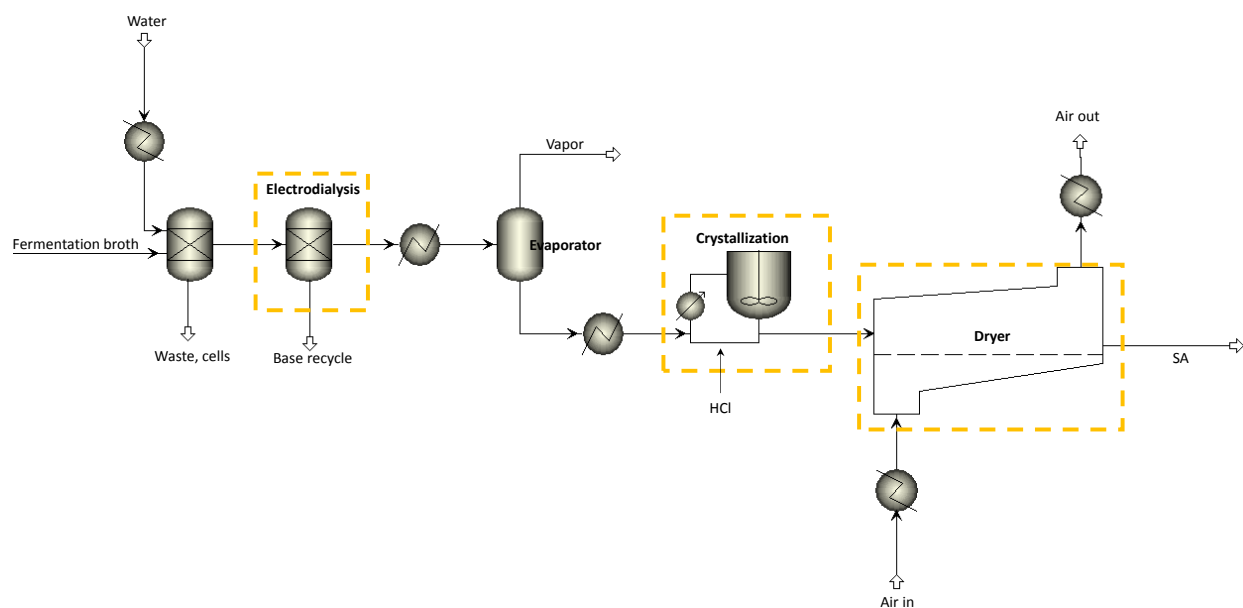 Water
Air out
Vapor
Electrodialysis
Crystallization
Fermentation broth
Evaporator
Dryer
Waste, cells
Base recycle
SA
HCl
Air in